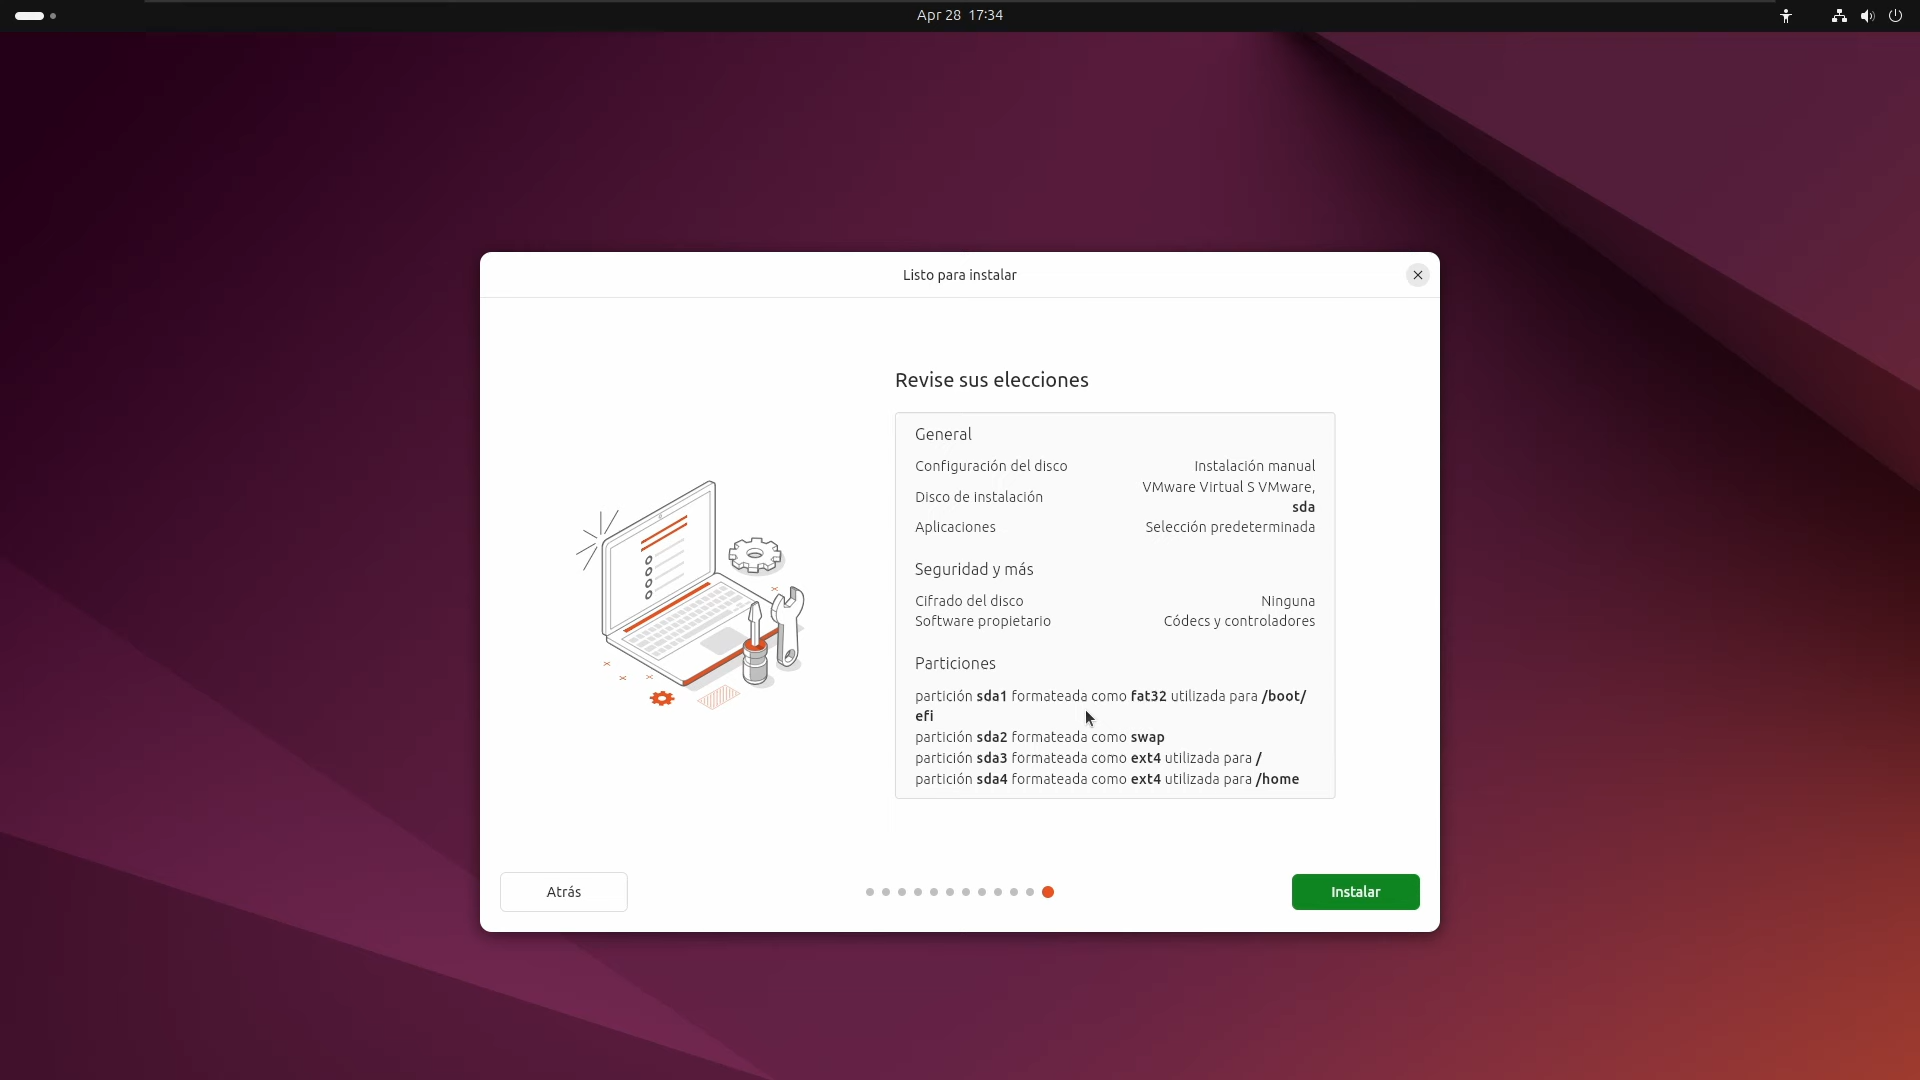 Apr 28 17:34
Listo para instalar
Revise sus elecciones
General
Configuración del disco Instalación manual
Disco de instalación VMware Virtual S VMware,
sda
Aplicaciones Selección predeterminada
Seguridad y más
Cifrado del disco Ninguna
Software propietario Códecs y controladores
Particiones
partición sda1 formateada como fat32 utilizada para /boot/
efi
partición sda2 formateada como swap
partición sda3 formateada como ext4 utilizada para /
partición sda4 formateada como ext4 utilizada para /home
Atrás
Instalar